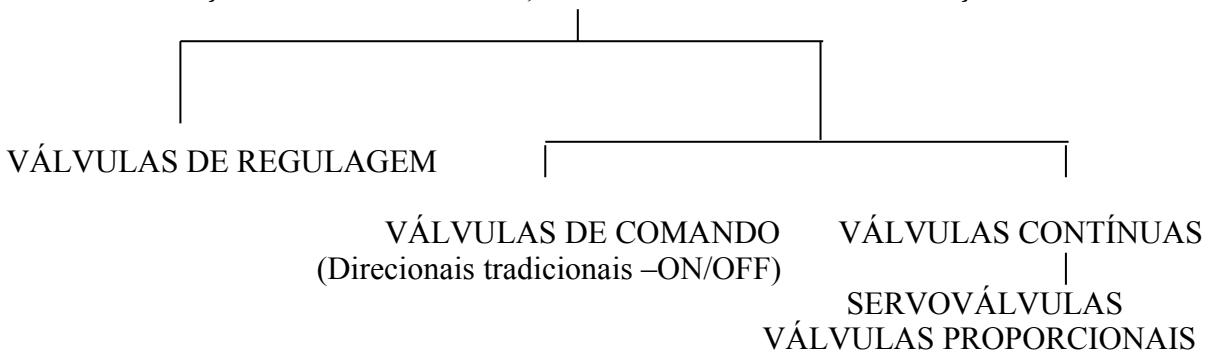 VÁLVULAS DE REGULAGEM
VÁLVULAS DE COMANDO
(Direcionais tradicionais –ON/OFF)
VÁLVULAS CONTÍNUAS
SERVOVÁLVULAS
VÁLVULAS PROPORCIONAIS